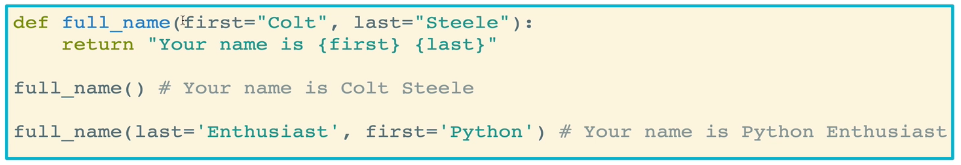 def full_name(first="Colt", last="Steele"):
    return "Your name is {first} {last}"
full_name() # Your name is Colt Steele
full_name(last='Enthusiast', first='Python') # Your name is Python Enthusiast